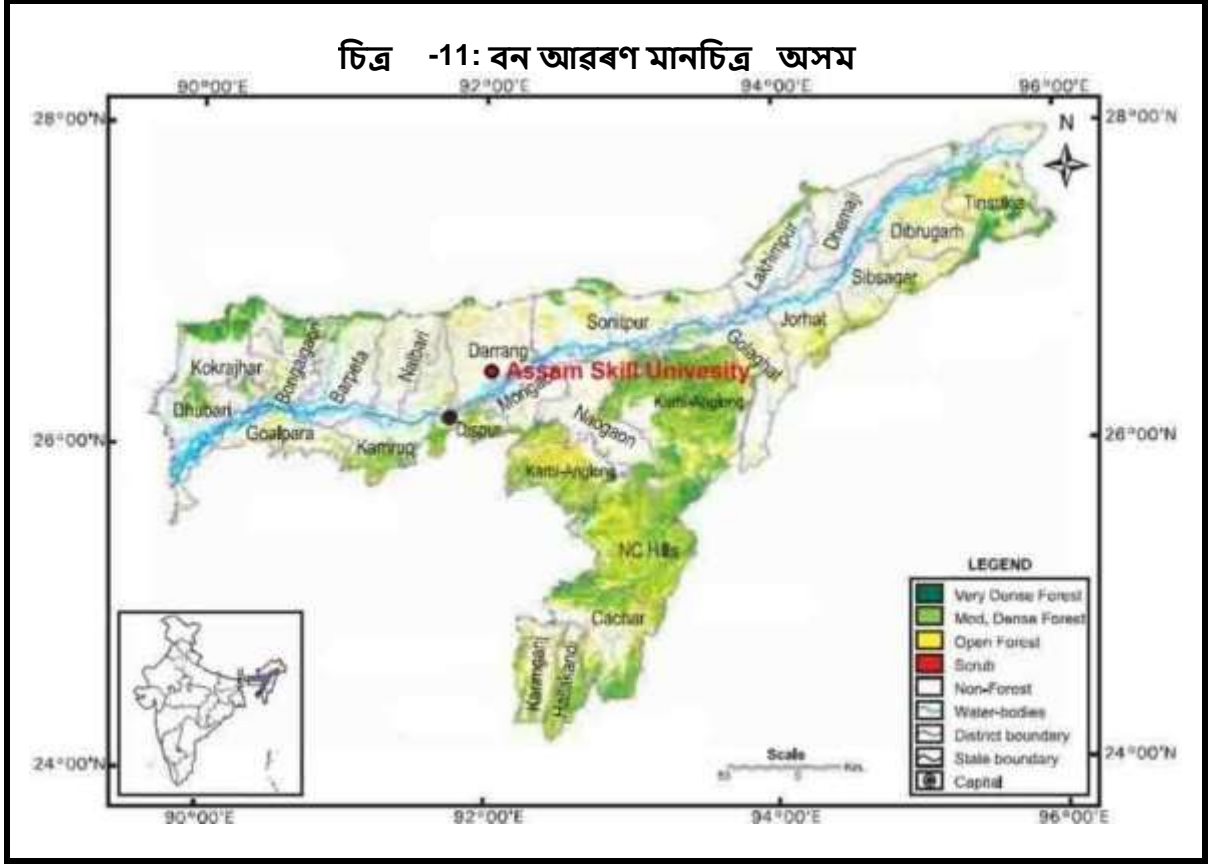 চিত্ৰ -11: বন আৱৰণ মানচিত্ৰ অসম
90°00'E 92°00'E 94°00'E 96°00'E
28°00'N 28°00'N
N
Tinsukia
Dhemaji
Dibrugarh
Lakhimpur
Sibsagar
Sonitpur
Jorhat
Golaghat
Darrang
Nalbari
Barpeta
Bongaigaon
Kokrajhar
Assam Skill Univesity
Karbi-Anglong
Dhubari
Naogaon
Dispur
26°00'N 26°00'N
Goalpara
Kamrup
Karbi-Anglong
NC Hills
Cachar
Karimganj
Hailakandi
LEGEND
Very Dense Forest
Mod, Dense Forest
Open Forest
Scrub
Non-Forest
Water-bodies
District boundary
State boundary
Capital
Scale
0 Km.
24°00'N 24°00'N
90°00'E 92°00'E 94°00'E 96°00'E